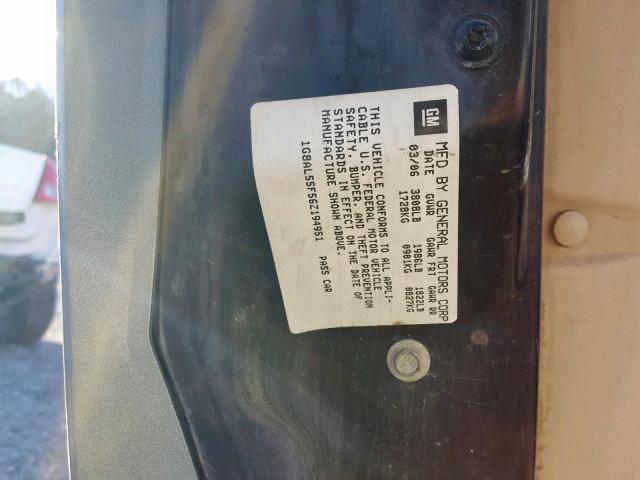 GM
MFD BY GENERAL MOTORS CORP
DATE GVWR GAWR FRT GAWR RR
03/06 3808LB 1986LB 1822LB
1728KG 0901KG 0827KG
THIS VEHICLE CONFORMS TO ALL APPLI-
CABLE U.S. FEDERAL MOTOR VEHICLE
SAFETY, BUMPER, AND THEFT PREVENTION
STANDARDS IN EFFECT ON THE DATE OF
MANUFACTURE SHOWN ABOVE.
1G8AL55F56Z194951 PASS CAR